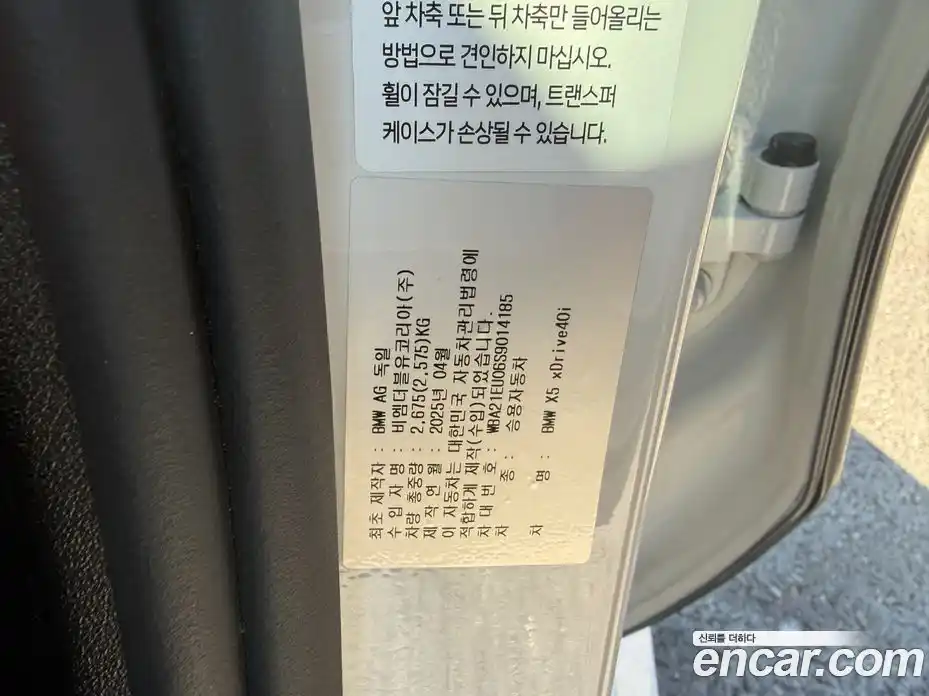 앞 차축 또는 뒤 차축만 들어올리는
방법으로 견인하지 마십시오.
휠이 잠길 수 있으며, 트랜스퍼
케이스가 손상될 수 있습니다.
최초 제작자 : BMW AG 독일
수 입 자 명 : 비엠더블유코리아(주)
차량 총중량 : 2,675(2,575)KG
제 작 연 월 : 2025년 04월
이 자동차는 대한민국 자동차관리법령에
적합하게 제작(수입)되었습니다.
차 대 번 호 : WBA21EU06S9014185
차 종 : 승용자동차
차 명 : BMW X5 xDrive40i
신뢰를 더하다
encar.com